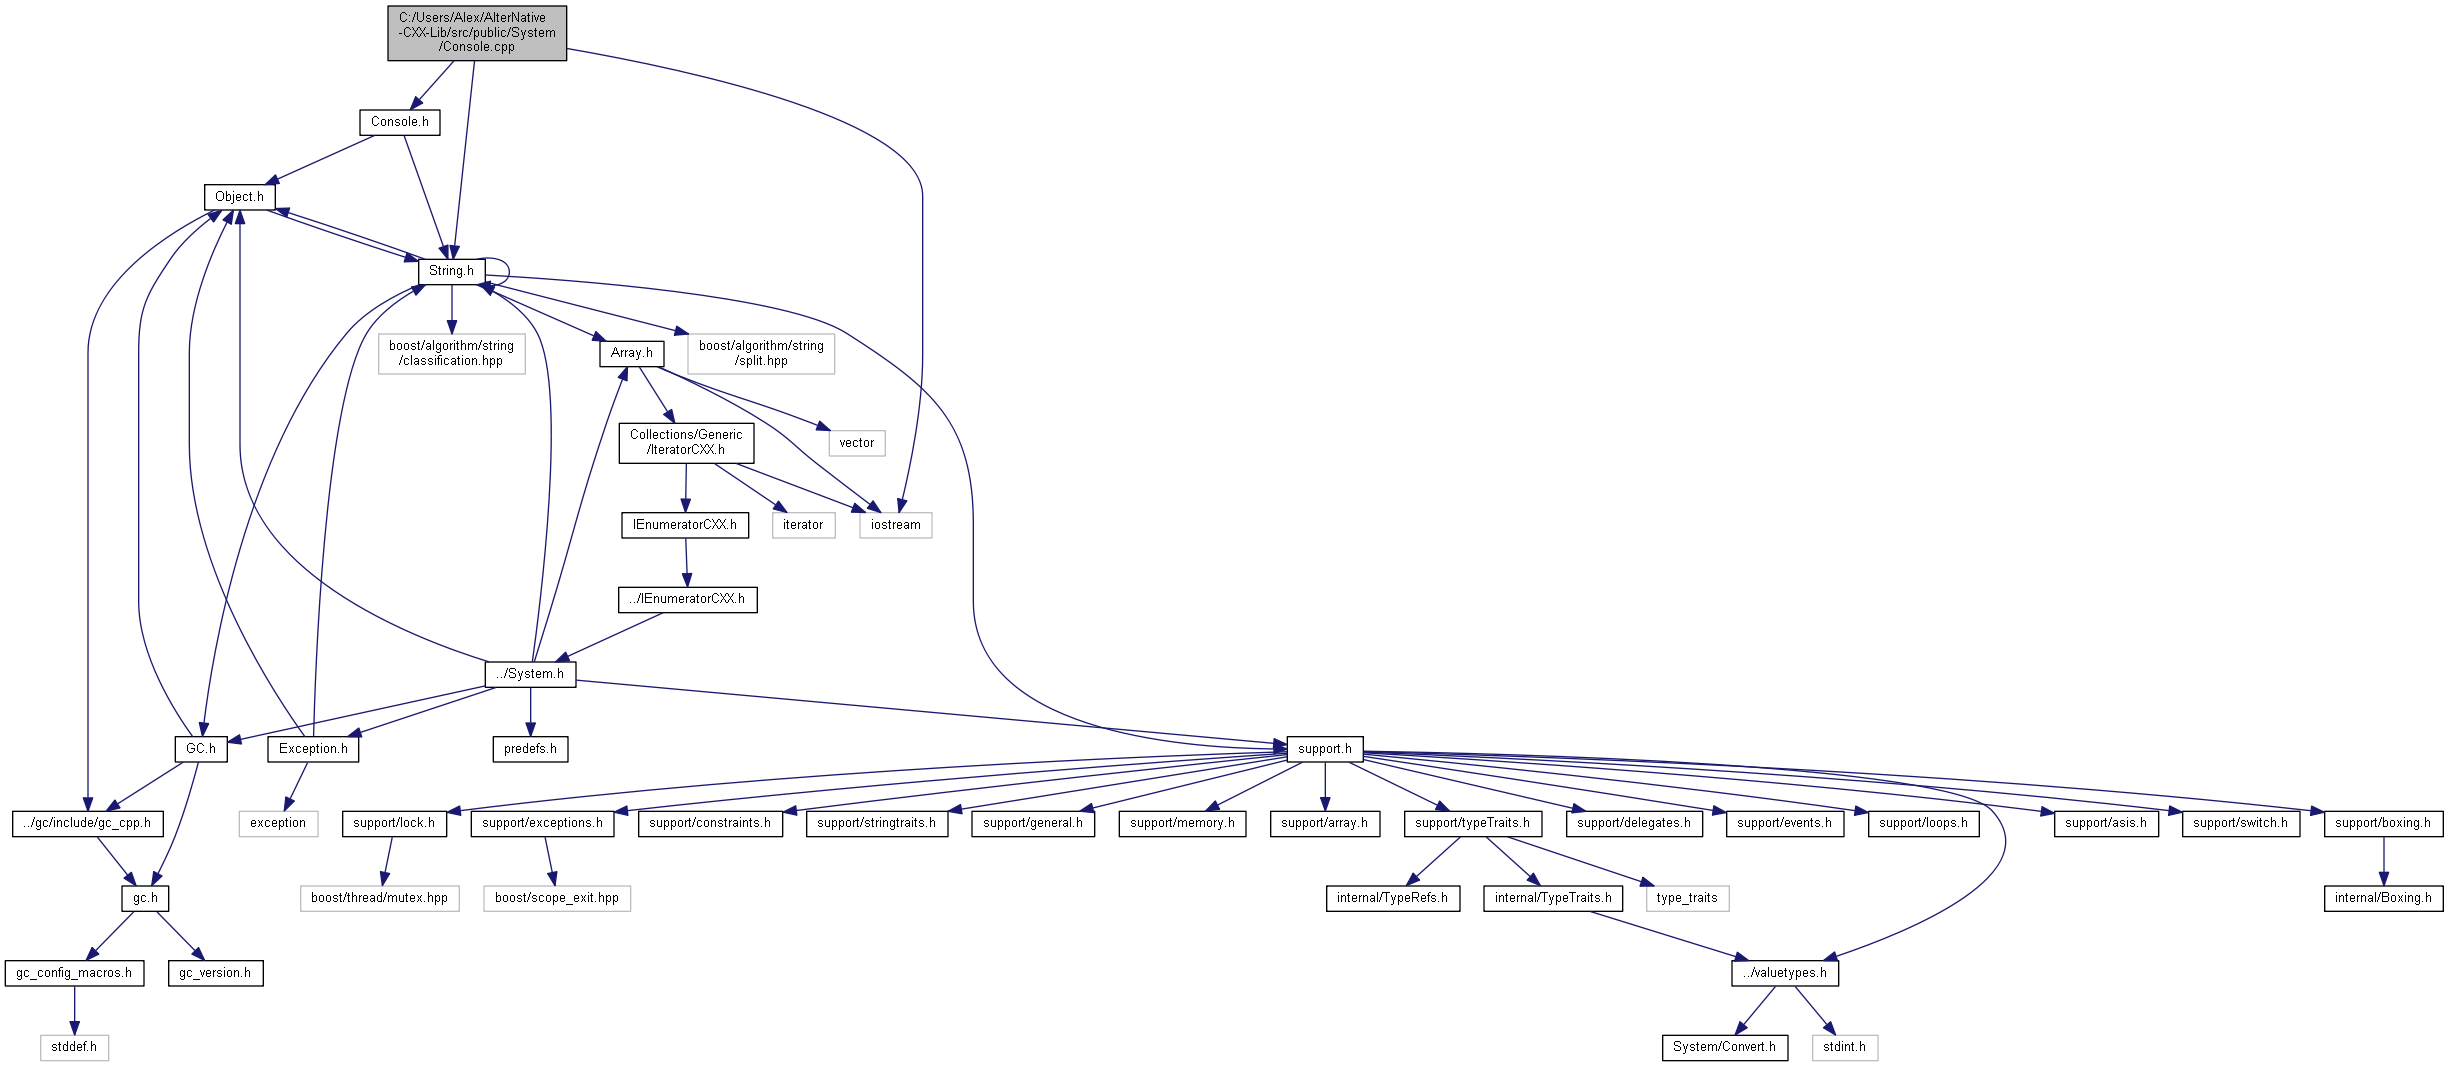 C:/Users/Alex/AlterNative
-CXX-Lib/src/public/System
/Console.cpp
Console.h
Object.h
String.h
boost/algorithm/string
/classification.hpp
Array.h
boost/algorithm/string
/split.hpp
Collections/Generic
/IteratorCXX.h
vector
IEnumeratorCXX.h
iterator
iostream
../IEnumeratorCXX.h
../System.h
GC.h
Exception.h
predefs.h
support.h
../gc/include/gc_cpp.h
exception
support/lock.h
support/exceptions.h
support/constraints.h
support/stringtraits.h
support/general.h
support/memory.h
support/array.h
support/typeTraits.h
support/delegates.h
support/events.h
support/loops.h
support/asis.h
support/switch.h
support/boxing.h
gc.h
boost/thread/mutex.hpp
boost/scope_exit.hpp
internal/TypeRefs.h
internal/TypeTraits.h
type_traits
internal/Boxing.h
gc_config_macros.h
gc_version.h
../valuetypes.h
stddef.h
System/Convert.h
stdint.h